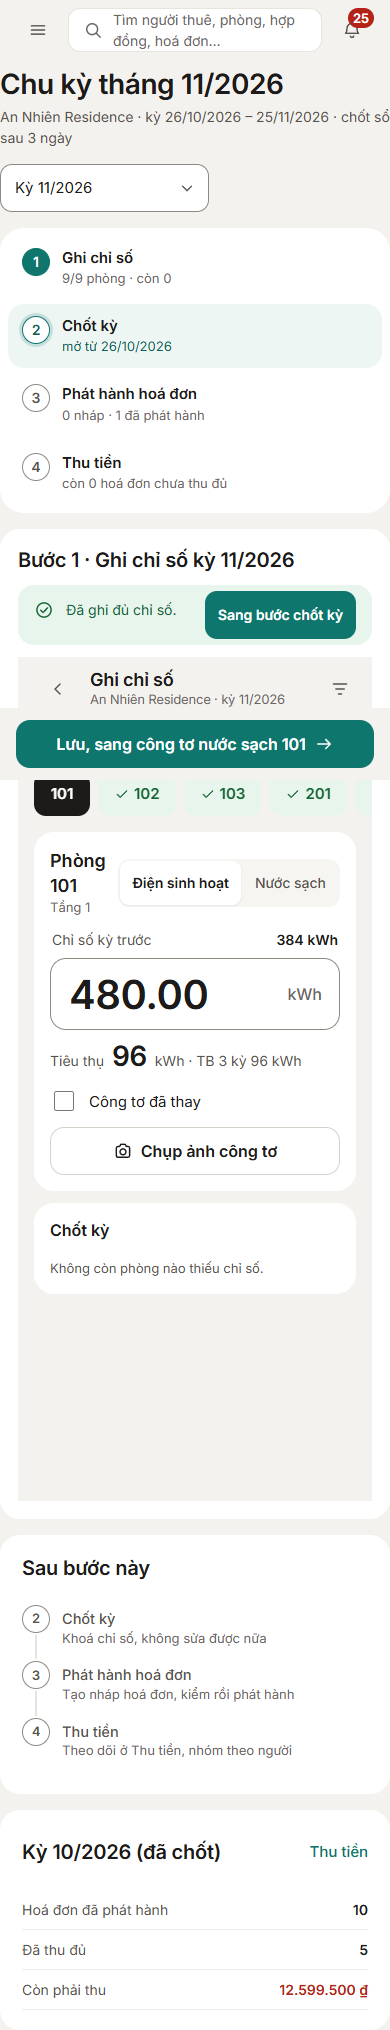 Tìm người thuê, phòng, hợp
đồng, hoá đơn...
25
Chu kỳ tháng 11/2026
An Nhiên Residence · kỳ 26/10/2026 – 25/11/2026 · chốt sổ
sau 3 ngày
Kỳ 11/2026
1
Ghi chỉ số
9/9 phòng · còn 0
2
Chốt kỳ
mở từ 26/10/2026
3
Phát hành hoá đơn
0 nháp · 1 đã phát hành
4
Thu tiền
còn 0 hoá đơn chưa thu đủ
Bước 1 · Ghi chỉ số kỳ 11/2026
Đã ghi đủ chỉ số.
Sang bước chốt kỳ
Ghi chỉ số
An Nhiên Residence · kỳ 11/2026
Lưu, sang công tơ nước sạch 101
101
102
103
201
Phòng
101
Tầng 1
Điện sinh hoạt
Nước sạch
Chỉ số kỳ trước
384 kWh
480.00
kWh
Tiêu thụ 96 kWh · TB 3 kỳ 96 kWh
Công tơ đã thay
Chụp ảnh công tơ
Chốt kỳ
Không còn phòng nào thiếu chỉ số.
Sau bước này
2
Chốt kỳ
Khoá chỉ số, không sửa được nữa
3
Phát hành hoá đơn
Tạo nháp hoá đơn, kiểm rồi phát hành
4
Thu tiền
Theo dõi ở Thu tiền, nhóm theo người
Kỳ 10/2026 (đã chốt)
Thu tiền
Hoá đơn đã phát hành
10
Đã thu đủ
5
Còn phải thu
12.599.500 ₫